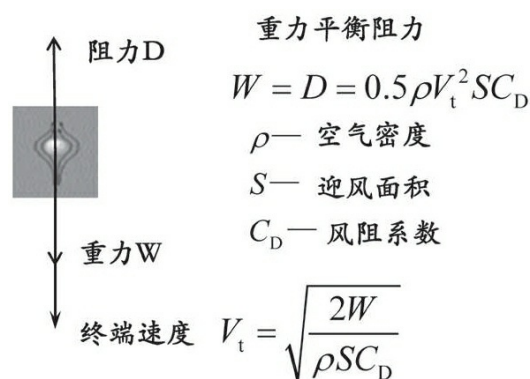 阻力D
重力平衡阻力
W = D = 0.5ρV_t^2SC_D
ρ— 空气密度
S— 迎风面积
C_D— 风阻系数
重力W
终端速度 V_t = √(2W/ρSC_D)